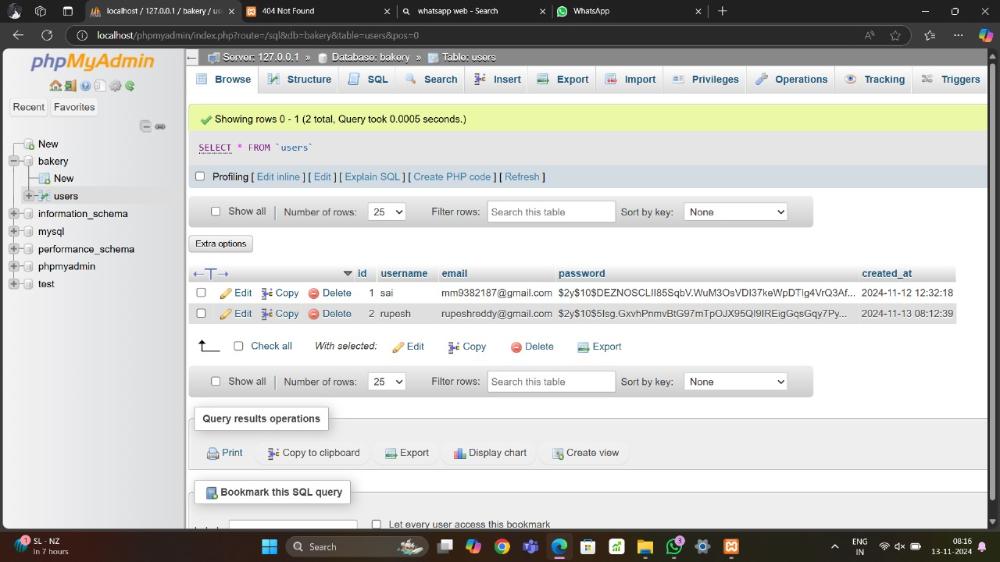 localhost / 127.0.0.1 / bakery / us
404 Not Found
whatsapp web - Search
WhatsApp
localhost/phpmyadmin/index.php?route=/sql&db=bakery&table=users&pos=0
phpMyAdmin
Recent
Favorites
New
bakery
New
users
information_schema
mysql
performance_schema
phpmyadmin
test
Server: 127.0.0.1 » Database: bakery » Table: users
Browse Structure SQL Search Insert Export Import Privileges Operations Tracking Triggers
Showing rows 0 - 1 (2 total, Query took 0.0005 seconds.)
SELECT * FROM `users`
Profiling [ Edit inline ] [ Edit ] [ Explain SQL ] [ Create PHP code ] [ Refresh ]
Show all Number of rows: 25 Filter rows: Search this table Sort by key: None
Extra options
id username email password created_at
Edit Copy Delete 1 sai mm9382187@gmail.com 2024-11-12 12:32:18
Edit Copy Delete 2 rupesh rupeshreddy@gmail.com 2024-11-13 08:12:39
Check all With selected: Edit Copy Delete Export
Show all Number of rows: 25 Filter rows: Search this table Sort by key: None
Query results operations
Print Copy to clipboard Export Display chart Create view
Bookmark this SQL query
Let every user access this bookmark
1 SL - NZ
In 7 hours
Search
3
ENG
IN
08:16
13-11-2024